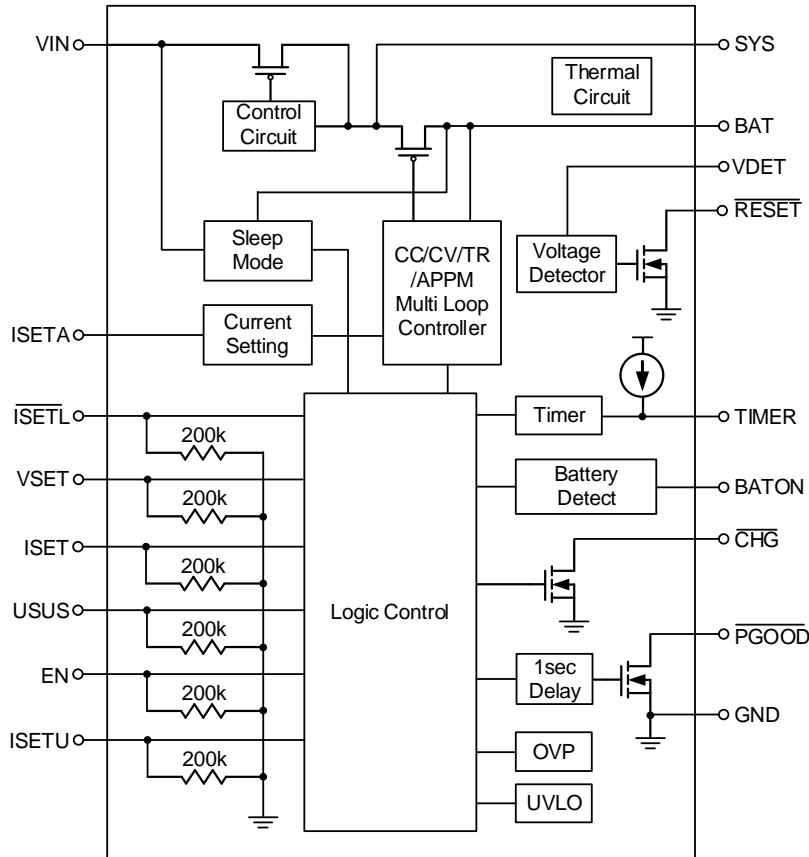 VIN
SYS
Thermal
Circuit
Control
Circuit
BAT
VDET
RESET
Sleep
Mode
CC/CV/TR
/APPM
Multi Loop
Controller
Voltage
Detector
ISETA
Current
Setting
ISETL
200k
Timer
TIMER
VSET
200k
Battery
Detect
BATON
ISET
200k
CHG
USUS
200k
Logic Control
PGOOD
EN
200k
1sec
Delay
GND
ISETU
200k
OVP
UVLO